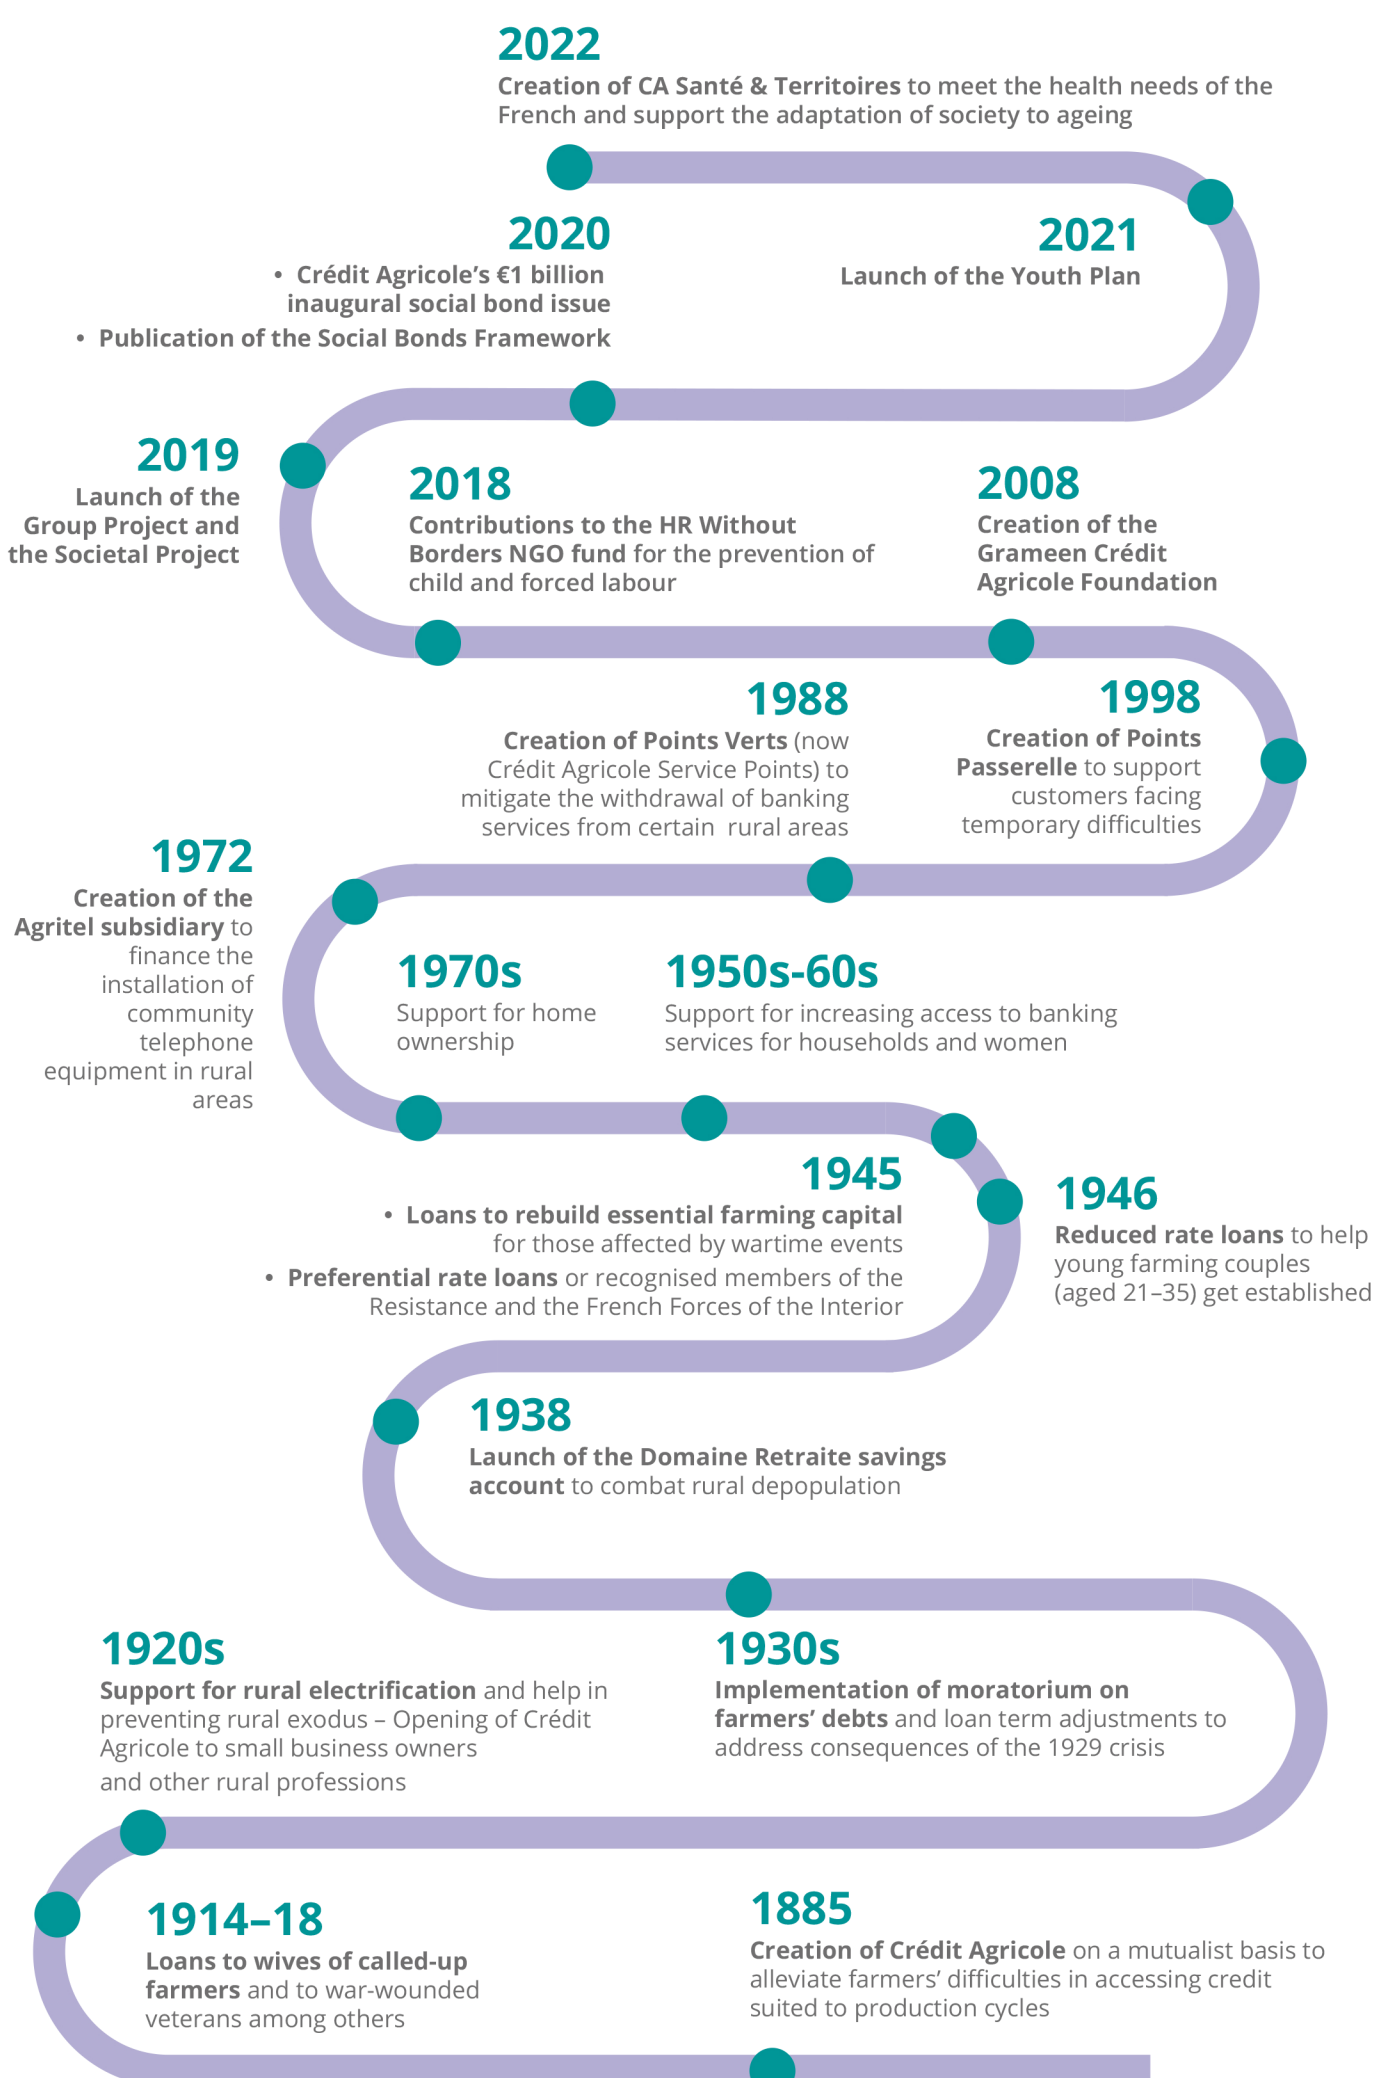 2022
Creation of CA Santé & Territoires to meet the health needs of the
French and support the adaptation of society to ageing
2020
• Crédit Agricole’s €1 billion
inaugural social bond issue
• Publication of the Social Bonds Framework
2021
Launch of the Youth Plan
2019
Launch of the
Group Project and
the Societal Project
2018
Contributions to the HR Without
Borders NGO fund for the prevention of
child and forced labour
2008
Creation of the
Grameen Crédit
Agricole Foundation
1988
Creation of Points Verts (now
Crédit Agricole Service Points) to
mitigate the withdrawal of banking
services from certain rural areas
1998
Creation of Points
Passerelle to support
customers facing
temporary difficulties
1972
Creation of the
Agritel subsidiary to
finance the
installation of
community
telephone
equipment in rural
areas
1970s
Support for home
ownership
1950s-60s
Support for increasing access to banking
services for households and women
1945
• Loans to rebuild essential farming capital
for those affected by wartime events
• Preferential rate loans or recognised members of the
Resistance and the French Forces of the Interior
1946
Reduced rate loans to help
young farming couples
(aged 21–35) get established
1938
Launch of the Domaine Retraite savings
account to combat rural depopulation
1920s
Support for rural electrification and help in
preventing rural exodus – Opening of Crédit
Agricole to small business owners
and other rural professions
1930s
Implementation of moratorium on
farmers’ debts and loan term adjustments to
address consequences of the 1929 crisis
1914–18
Loans to wives of called-up
farmers and to war-wounded
veterans among others
1885
Creation of Crédit Agricole on a mutualist basis to
alleviate farmers’ difficulties in accessing credit
suited to production cycles